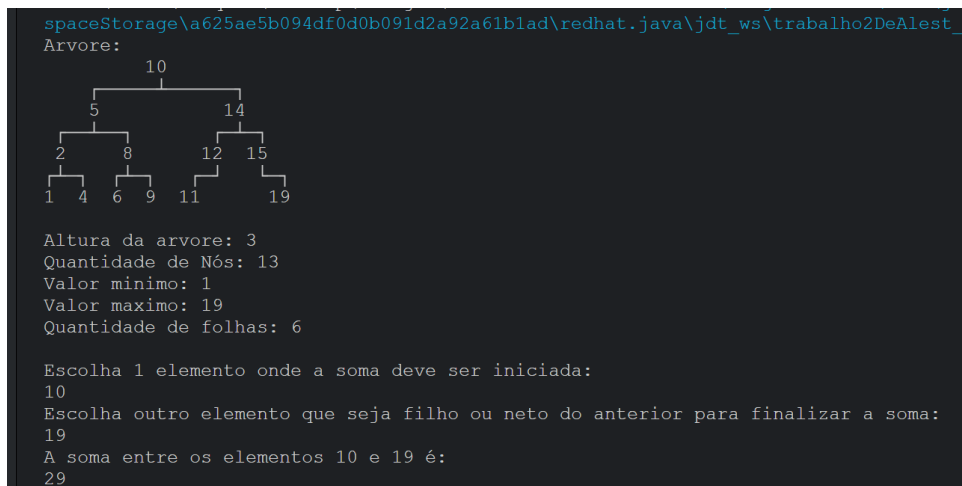 spaceStorage\a625ae5b094df0d0b091d2a92a61b1ad\redhat.java\jdt_ws\trabalho2DeAlest_
Arvore:
10
5 14
2 8 12 15
1 4 6 9 11 19
Altura da arvore: 3
Quantidade de Nós: 13
Valor minimo: 1
Valor maximo: 19
Quantidade de folhas: 6
Escolha 1 elemento onde a soma deve ser iniciada:
10
Escolha outro elemento que seja filho ou neto do anterior para finalizar a soma:
19
A soma entre os elementos 10 e 19 é:
29